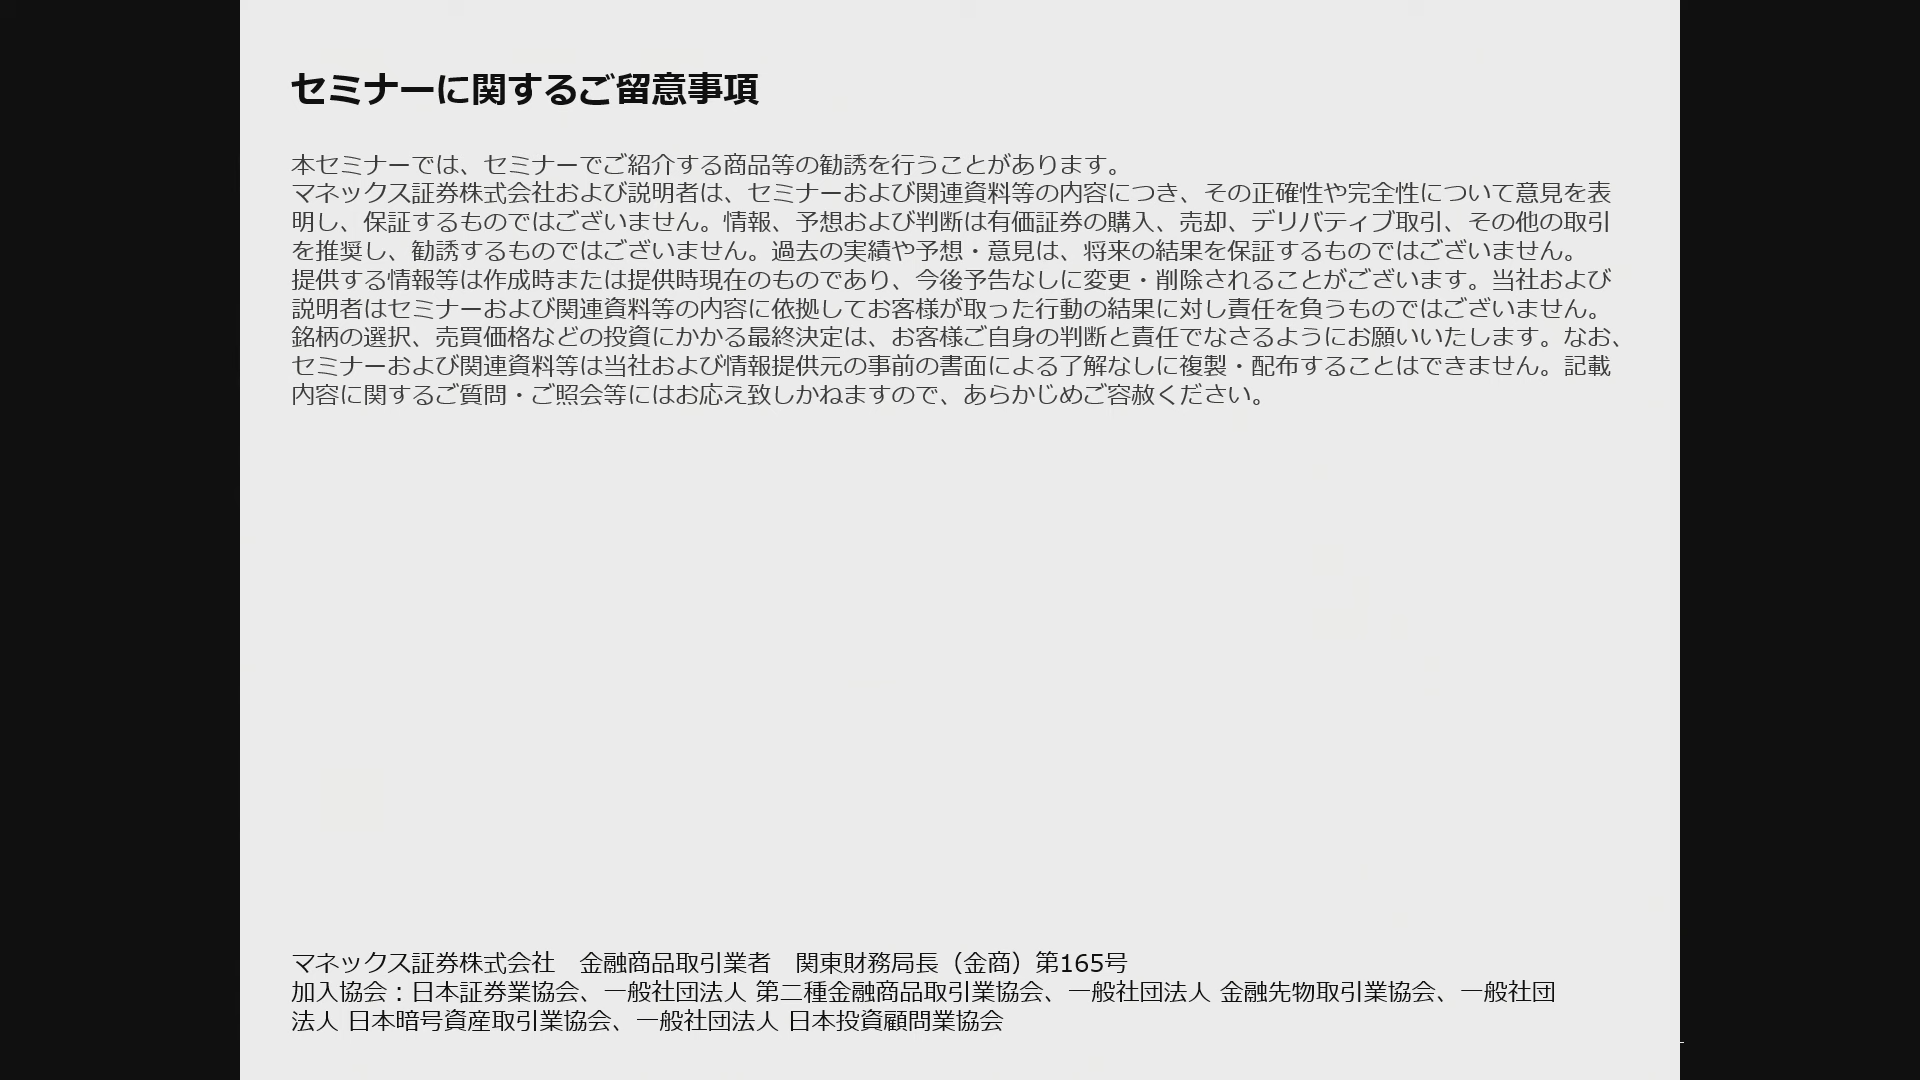 セミナーに関するご留意事項
本セミナーでは、セミナーでご紹介する商品等の勧誘を行うことがあります。
マネックス証券株式会社および説明者は、セミナーおよび関連資料等の内容につき、その正確性や完全性について意見を表
明し、保証するものではございません。情報、予想および判断は有価証券の購入、売却、デリバティブ取引、その他の取引
を推奨し、勧誘するものではございません。過去の実績や予想・意見は、将来の結果を保証するものではございません。
提供する情報等は作成時または提供時現在のものであり、今後予告なしに変更・削除されることがございます。当社および
説明者はセミナーおよび関連資料等の内容に依拠してお客様が取った行動の結果に対し責任を負うものではございません。
銘柄の選択、売買価格などの投資にかかる最終決定は、お客様ご自身の判断と責任でなさるようにお願いいたします。なお、
セミナーおよび関連資料等は当社および情報提供元の事前の書面による了解なしに複製・配布することはできません。記載
内容に関するご質問・ご照会等にはお応え致しかねますので、あらかじめご容赦ください。
マネックス証券株式会社　金融商品取引業者　関東財務局長（金商）第165号
加入協会：日本証券業協会、一般社団法人 第二種金融商品取引業協会、一般社団法人 金融先物取引業協会、一般社団
法人 日本暗号資産取引業協会、一般社団法人 日本投資顧問業協会